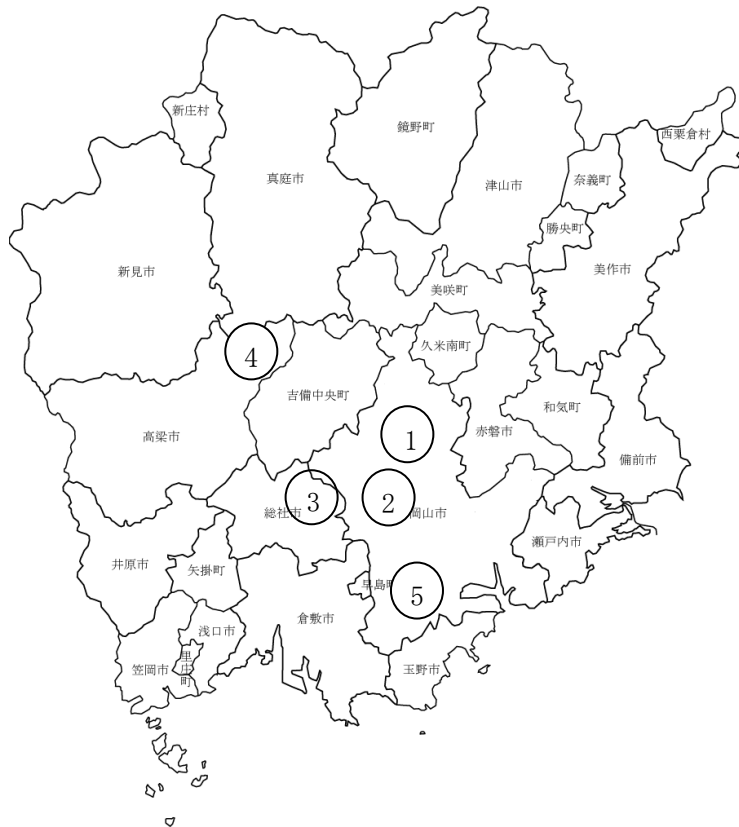 新庄村
鏡野町
西粟倉村
真庭市
津山市
奈義町
勝央町
新見市
美作市
美咲町
久米南町
4
吉備中央町
和気町
高梁市
1
赤磐市
備前市
3
2
総社市
岡山市
瀬戸内市
井原市
矢掛町
早島町
5
倉敷市
浅口市
里庄町
笠岡市
玉野市